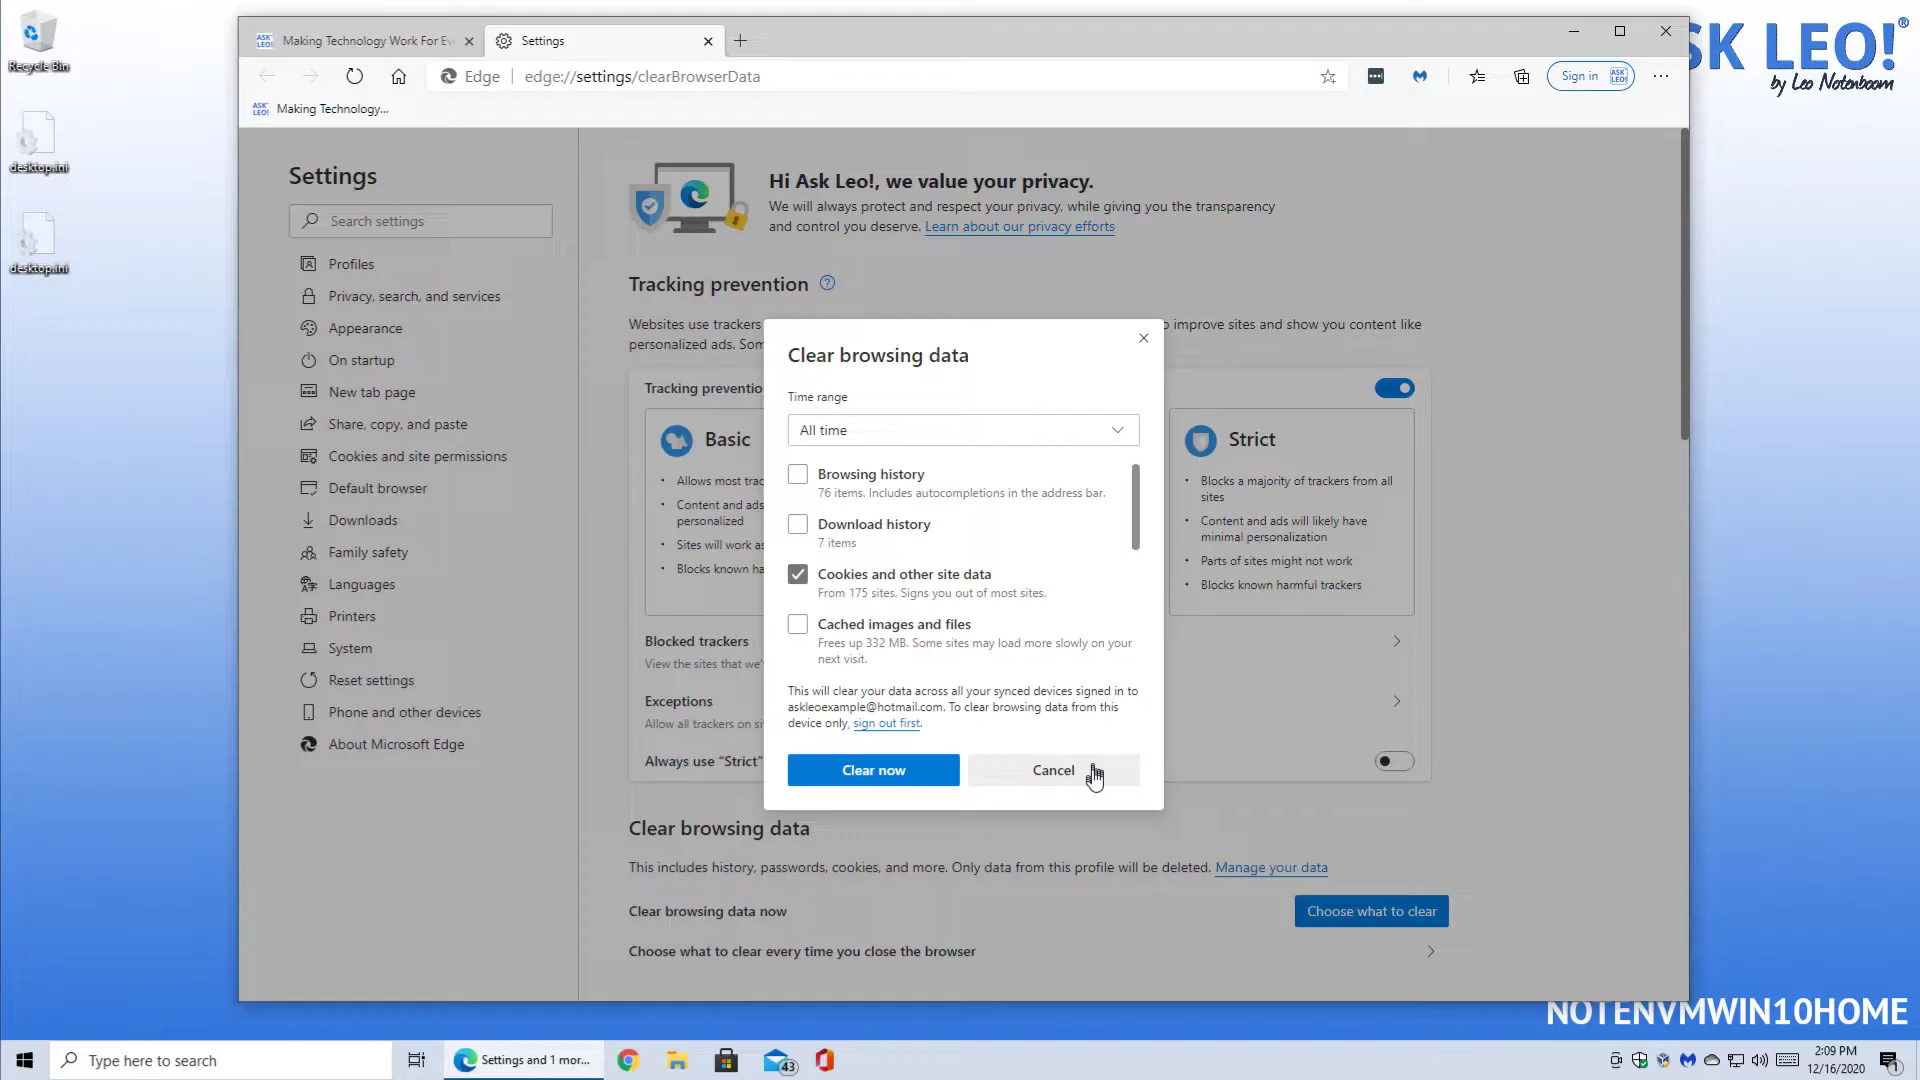 Recycle Bin
desktop.ini
desktop.ini
SK LEO!®
by Leo Notenboom
NOTENVMWIN10HOME
ASK LEO!
Making Technology Work For Ev
Settings
Edge
edge://settings/clearBrowserData
Sign in
ASK LEO!
ASK LEO!
Making Technology...
Settings
Search settings
Profiles
Privacy, search, and services
Appearance
On startup
New tab page
Share, copy, and paste
Cookies and site permissions
Default browser
Downloads
Family safety
Languages
Printers
System
Reset settings
Phone and other devices
About Microsoft Edge
Hi Ask Leo!, we value your privacy.
We will always protect and respect your privacy, while giving you the transparency
and control you deserve. Learn about our privacy efforts
Tracking prevention
Websites use trackers
improve sites and show you content like
personalized ads. Som
Tracking preventio
Basic
Allows most trac
Content and ads
personalized
Sites will work as
Blocks known ha
Strict
Blocks a majority of trackers from all
sites
Content and ads will likely have
minimal personalization
Parts of sites might not work
Blocks known harmful trackers
Blocked trackers
View the sites that we'
Exceptions
Allow all trackers on si
Always use "Strict"
Clear browsing data
Time range
All time
Browsing history
76 items. Includes autocompletions in the address bar.
Download history
7 items
Cookies and other site data
From 175 sites. Signs you out of most sites.
Cached images and files
Frees up 332 MB. Some sites may load more slowly on your
next visit.
This will clear your data across all your synced devices signed in to
askleoexample@hotmail.com. To clear browsing data from this
device only, sign out first.
Clear now
Cancel
Clear browsing data
This includes history, passwords, cookies, and more. Only data from this profile will be deleted. Manage your data
Clear browsing data now
Choose what to clear
Choose what to clear every time you close the browser
Type here to search
Settings and 1 mor...
43
2:09 PM
12/16/2020
1